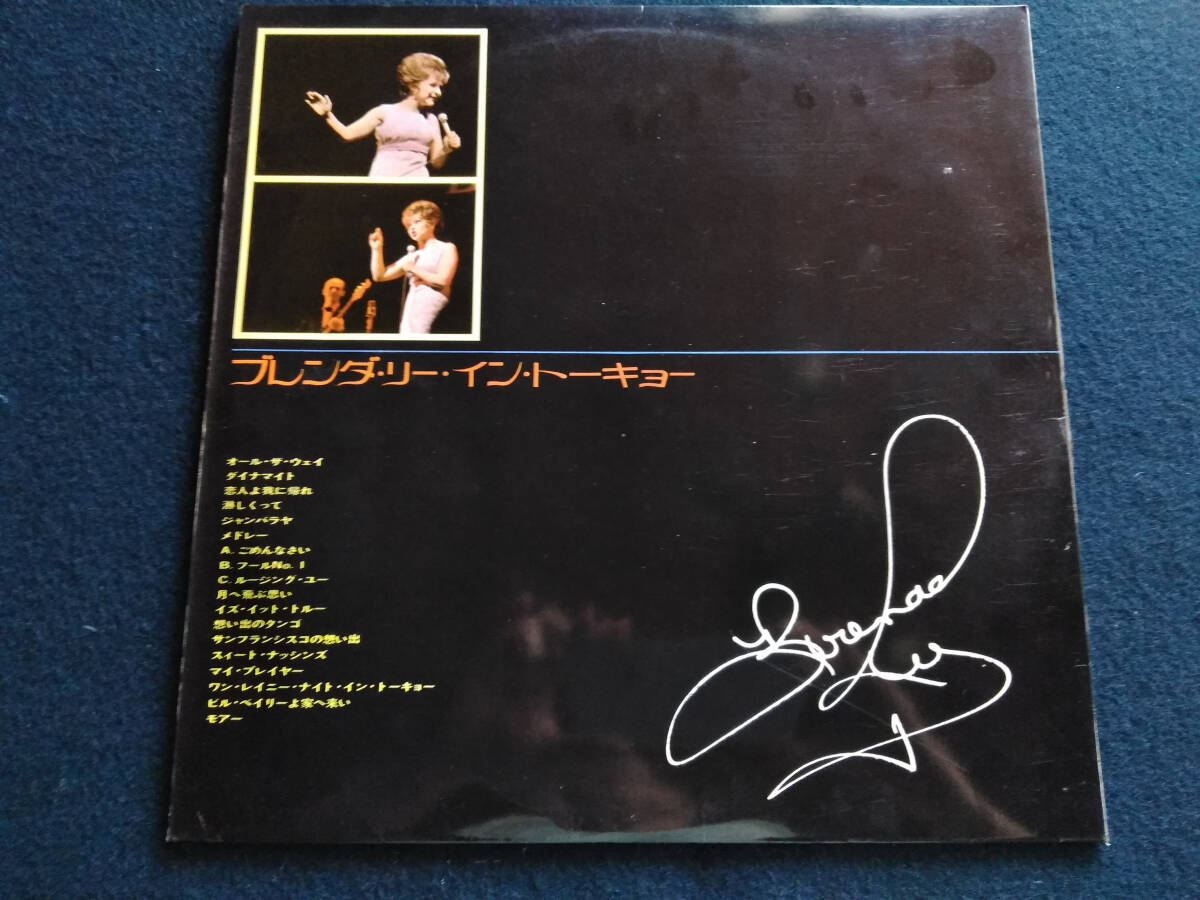 ブレンダ・リー・イン・トーキョー
オール・ザ・ウェイ
ダイナマイト
恋人よ我に帰れ
淋しくって
ジャンバラヤ
メドレー
A. ごめんなさい
B. フールNo. 1
C. ルージング・ユー
月へ飛ぶ思い
イズ・イット・トルー
想い出のタンゴ
サンフランシスコの想い出
スィート・ナッシンズ
マイ・プレイヤー
ワン・レイニー・ナイト・イン・トーキョー
ビル・ベイリーよ家へ来い
モアー
Brenda
Lee